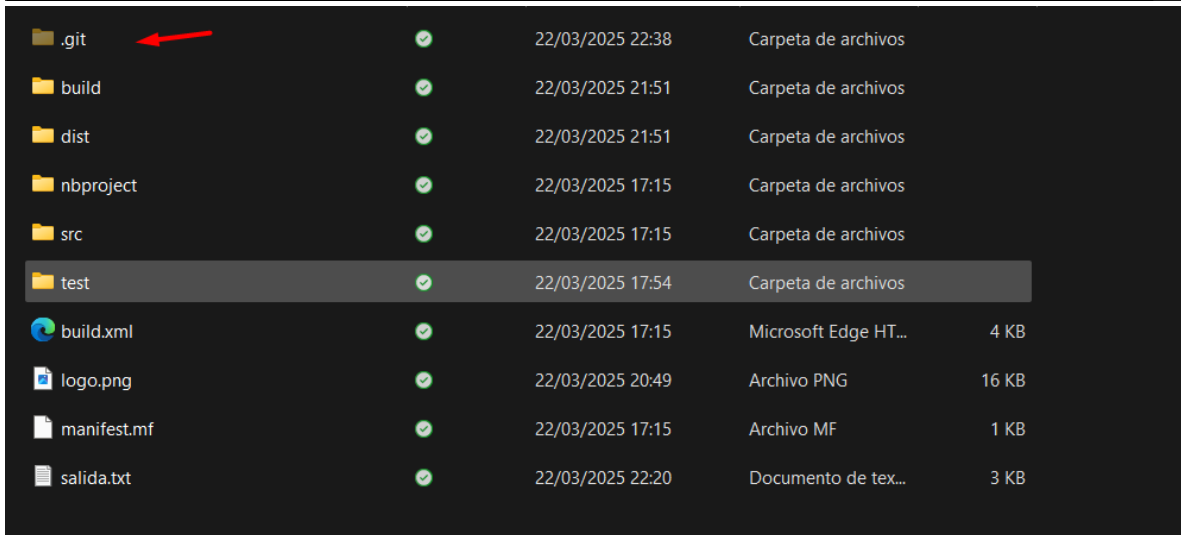 .git 22/03/2025 22:38 Carpeta de archivos
build 22/03/2025 21:51 Carpeta de archivos
dist 22/03/2025 21:51 Carpeta de archivos
nbproject 22/03/2025 17:15 Carpeta de archivos
src 22/03/2025 17:15 Carpeta de archivos
test 22/03/2025 17:54 Carpeta de archivos
build.xml 22/03/2025 17:15 Microsoft Edge HT... 4 KB
logo.png 22/03/2025 20:49 Archivo PNG 16 KB
manifest.mf 22/03/2025 17:15 Archivo MF 1 KB
salida.txt 22/03/2025 22:20 Documento de tex... 3 KB